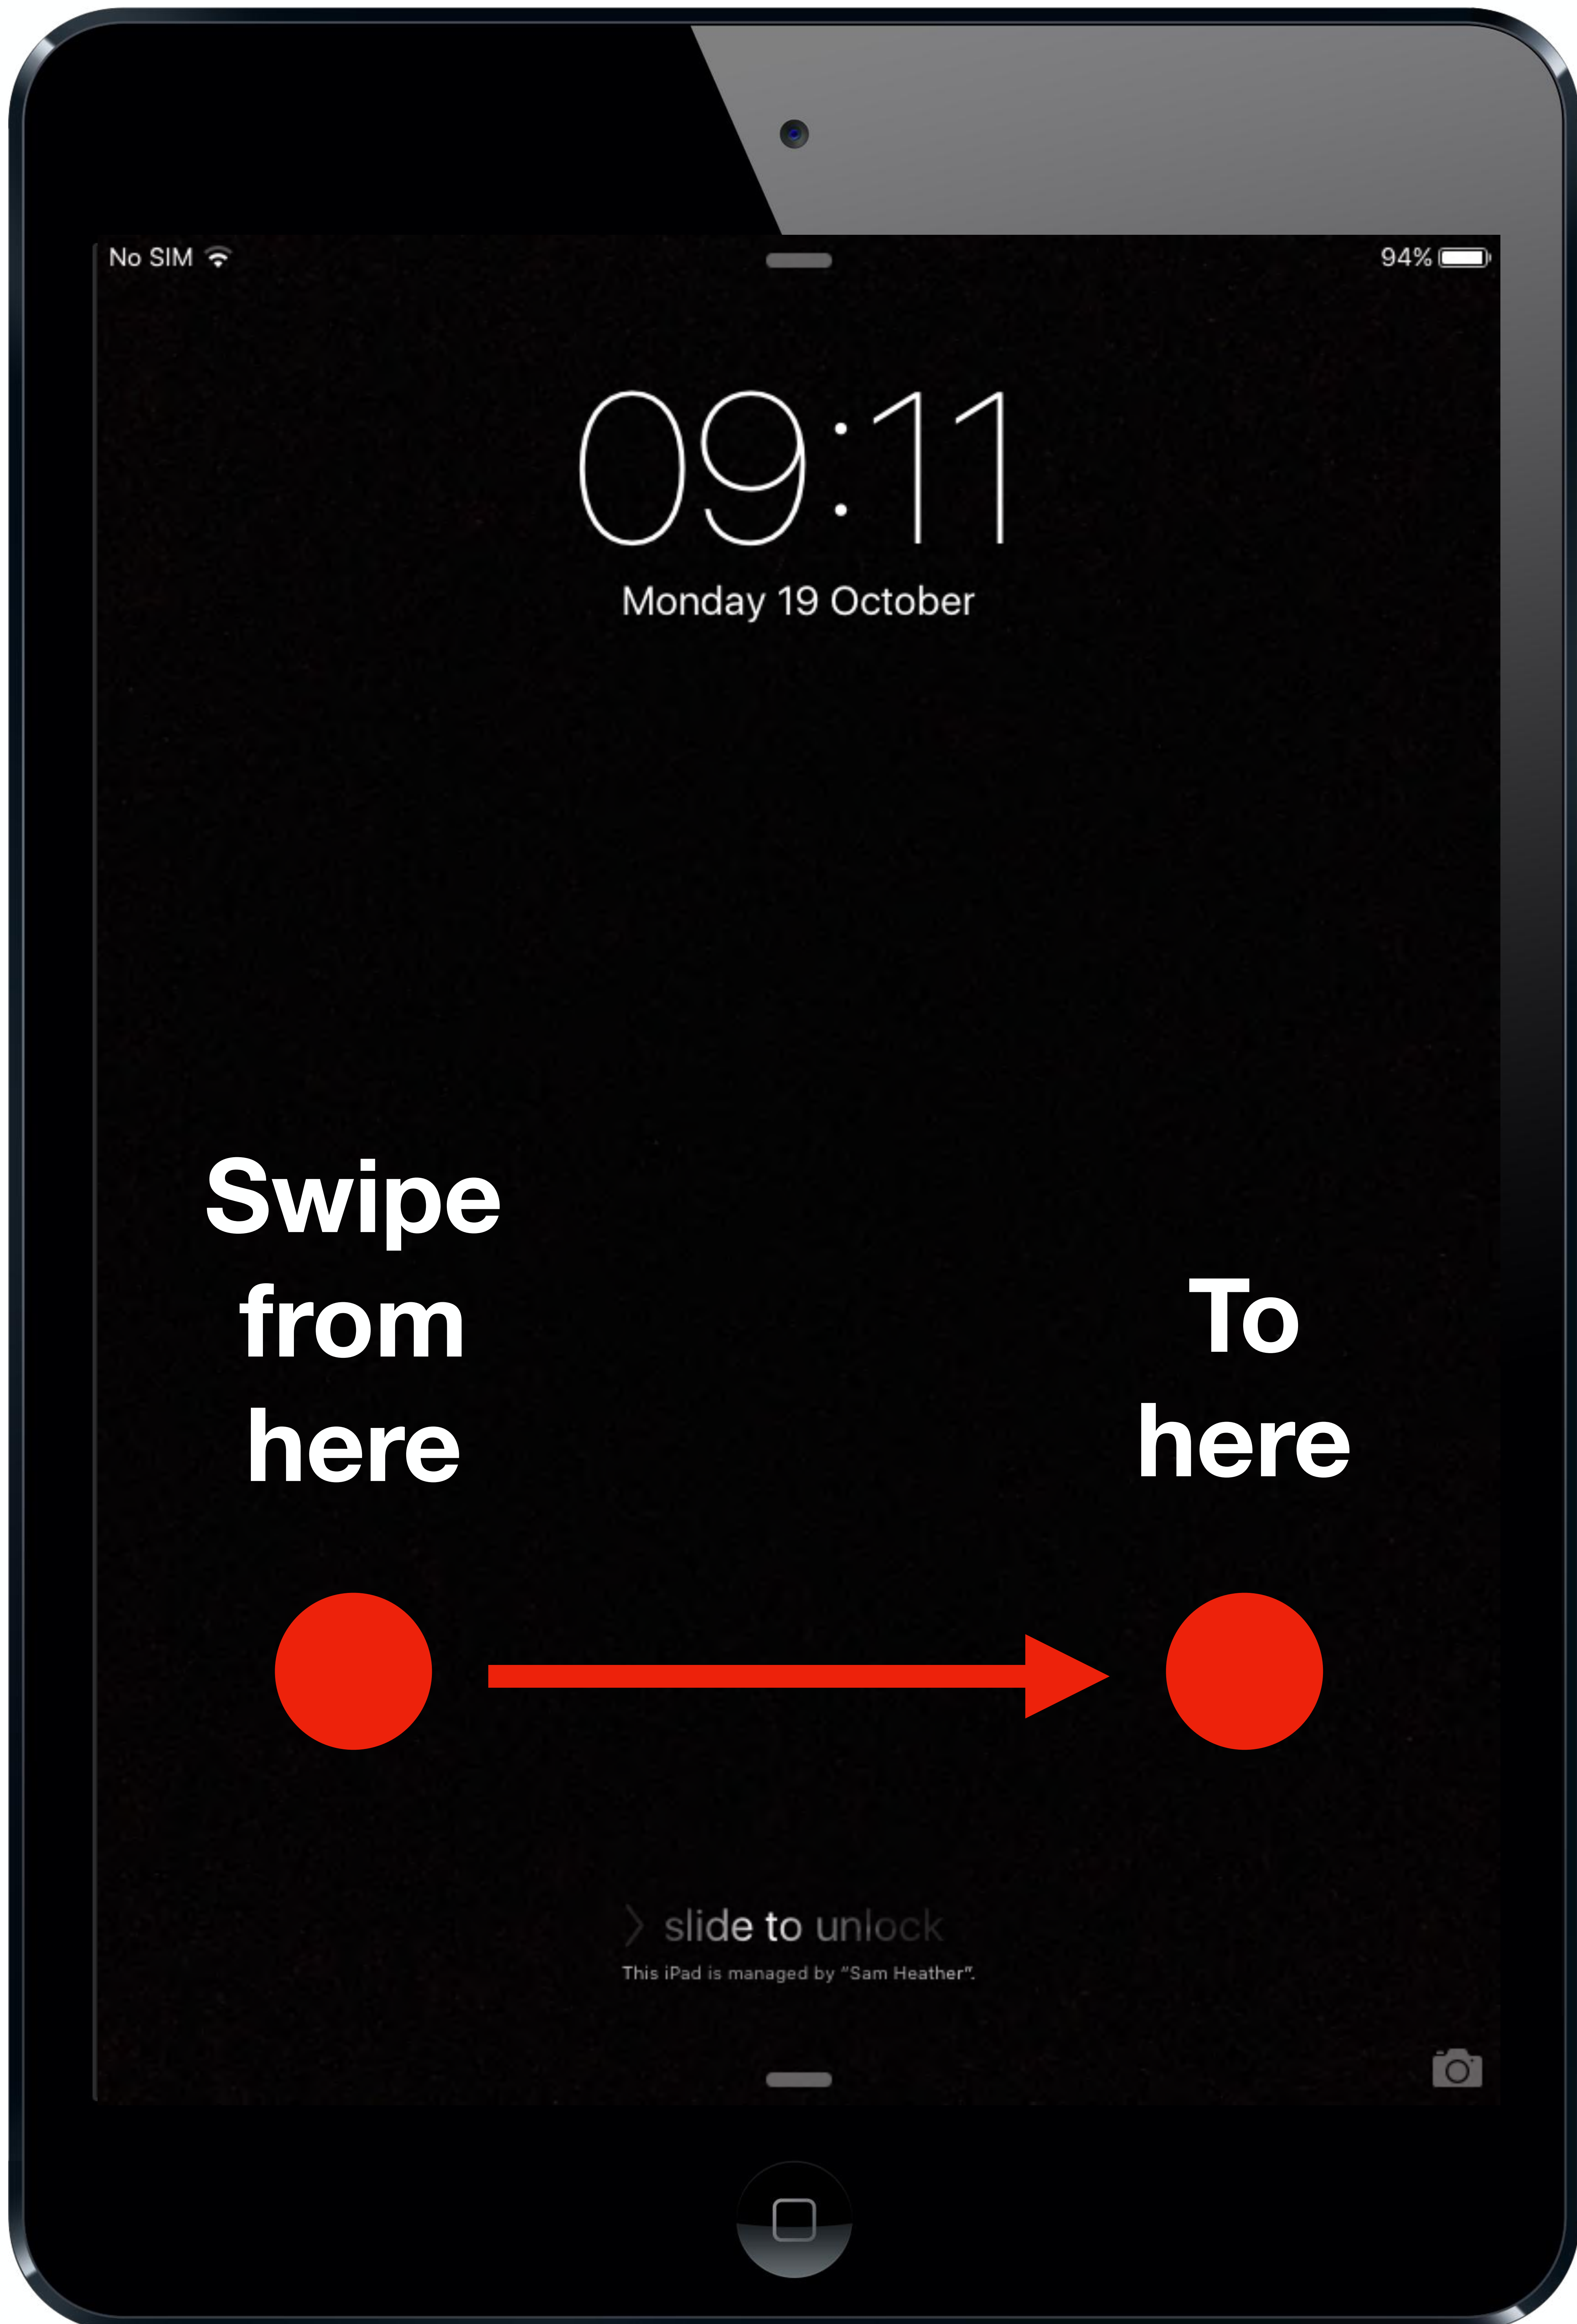 No SIM
94%
09:11
Monday 19 October
Swipe
from
here
To
here
slide to unlock
This iPad is managed by “Sam Heather”.